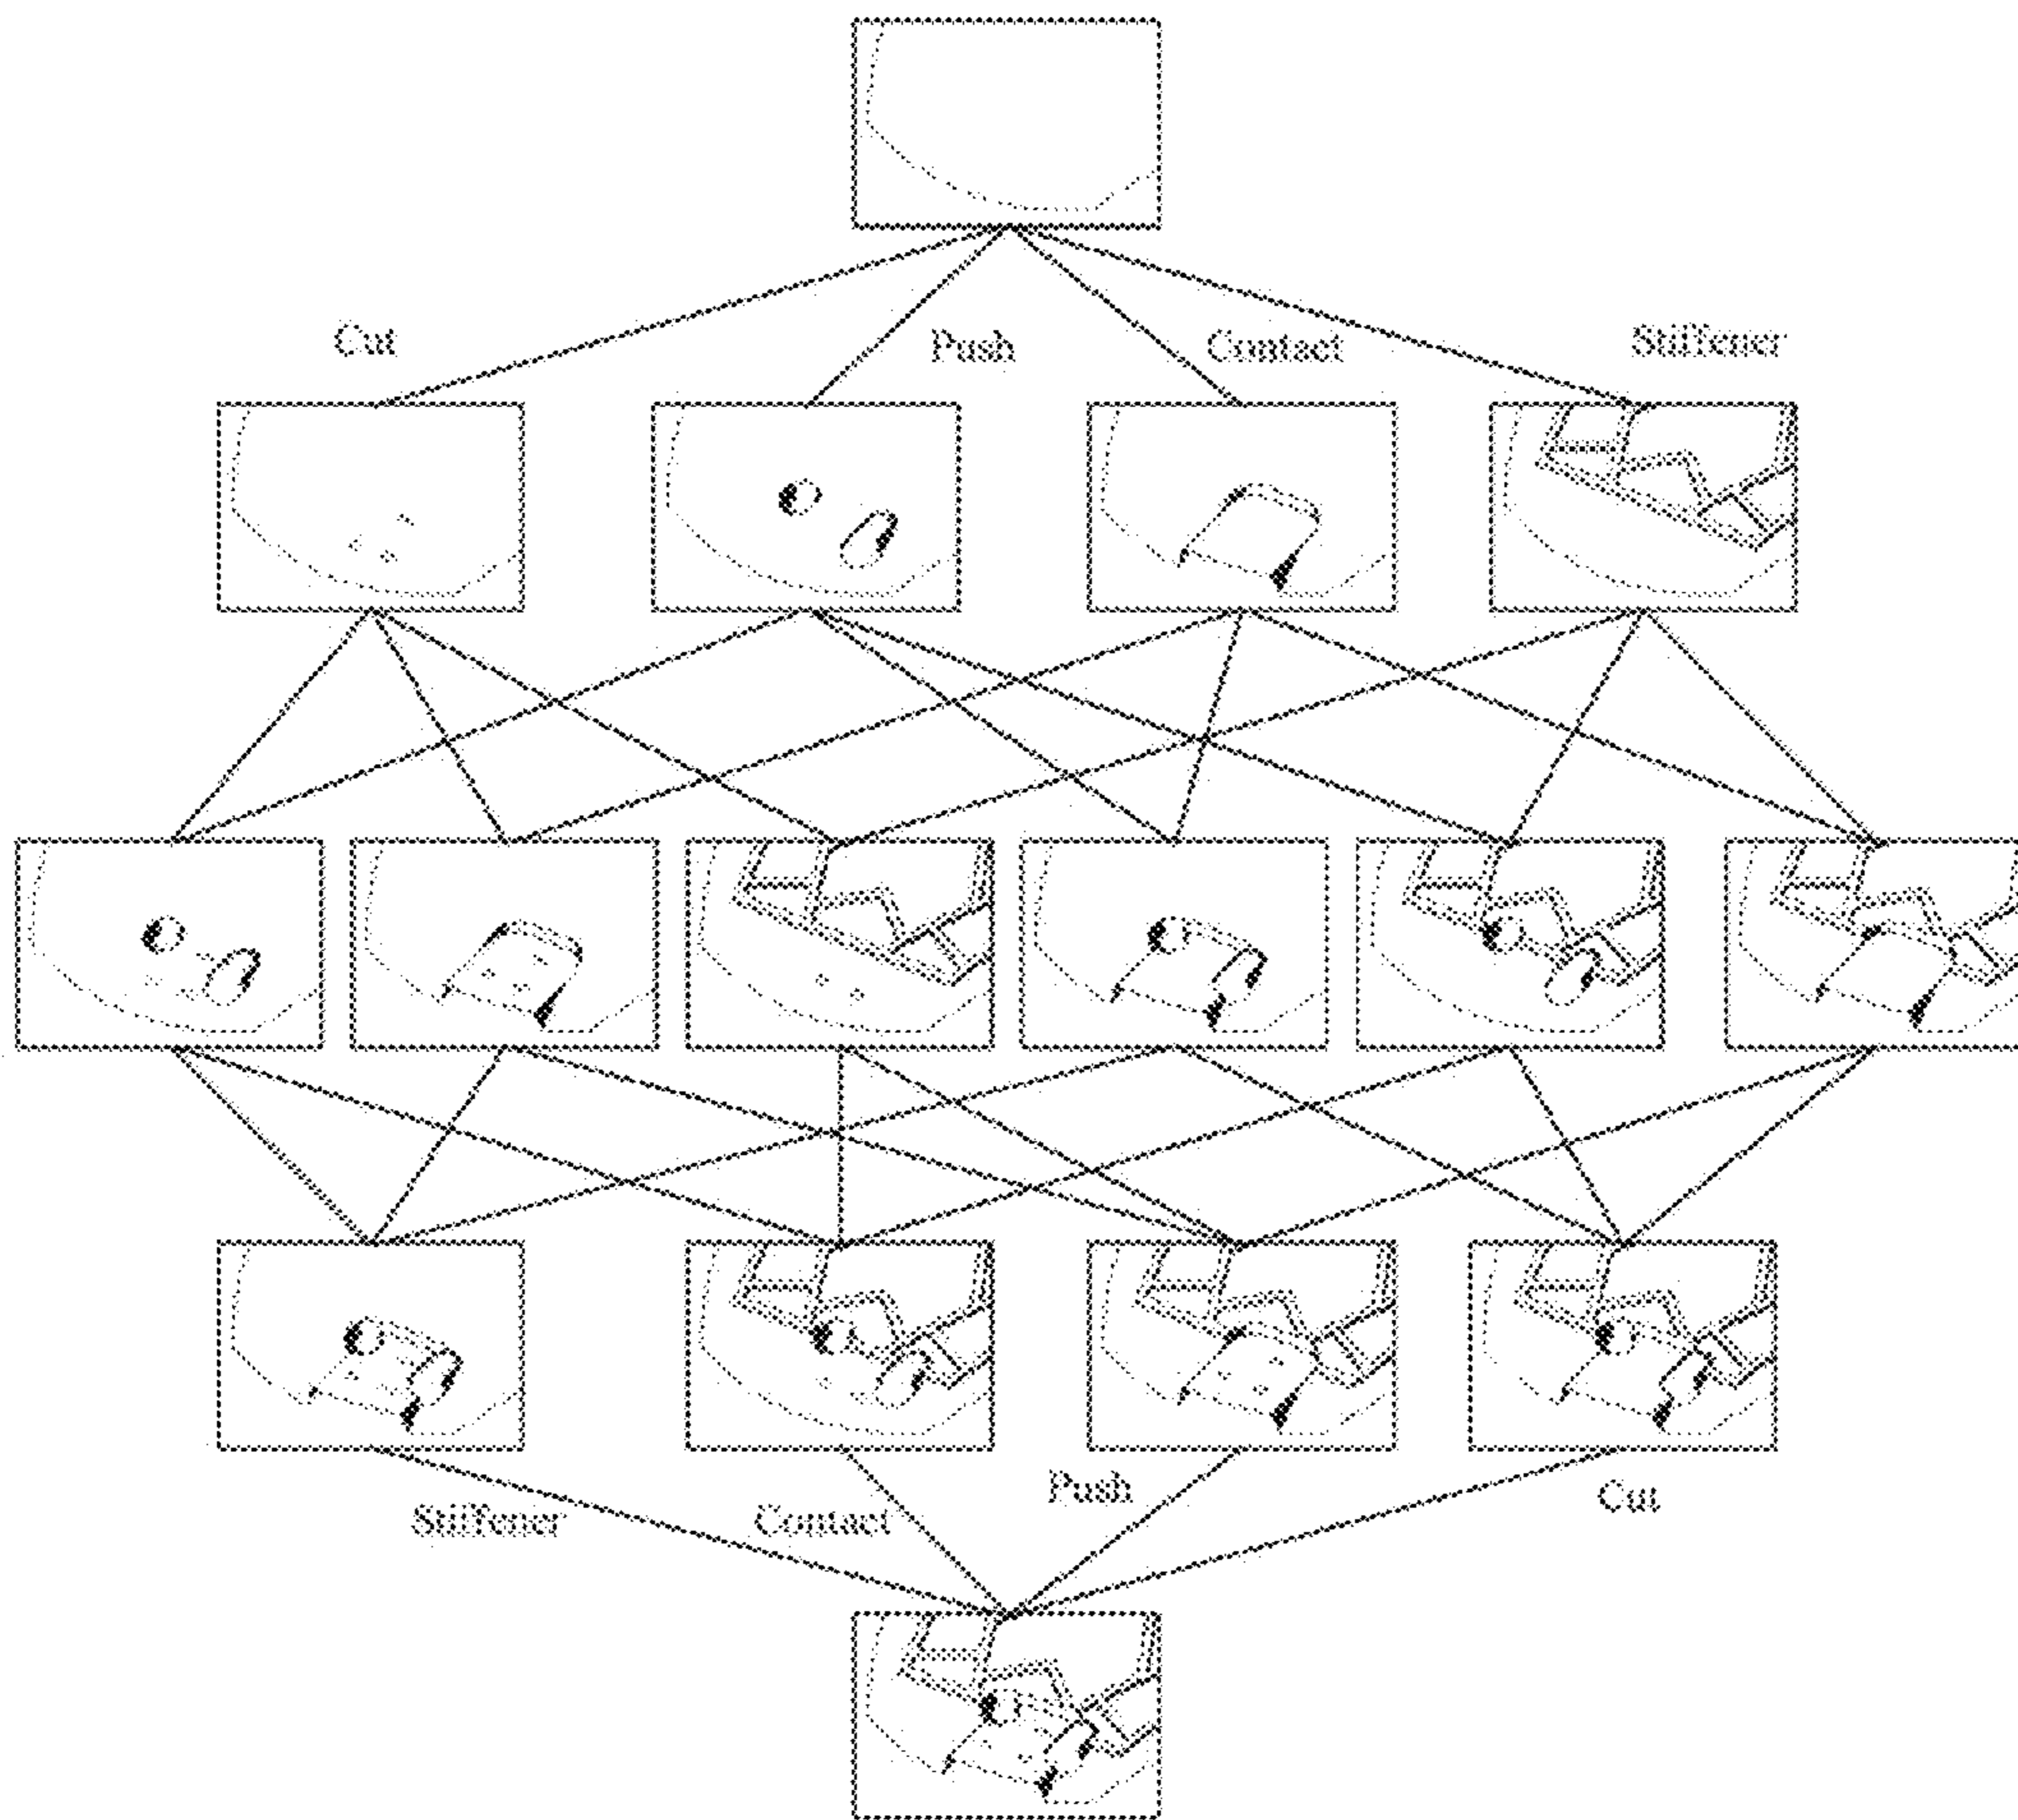 Cut
Push
Contact
Stiffener
Push
Cut
Stiffener
Contact